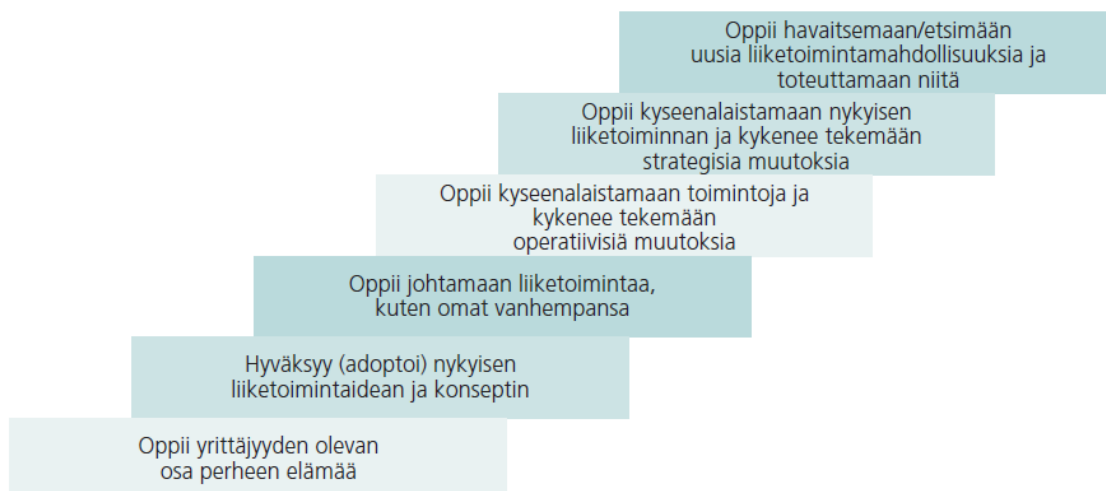 Oppii havaitsemaan/etsimään
uusia liiketoimintamahdollisuuksia ja
toteuttamaan niitä
Oppii kyseenalaistamaan nykyisen
liiketoiminnan ja kykenee tekemään
strategisia muutoksia
Oppii kyseenalaistamaan toimintoja ja
kykenee tekemään
operatiivisiä muutoksia
Oppii johtamaan liiketoimintaa,
kuten omat vanhempansa
Hyväksyy (adoptoi) nykyisen
liiketoimintaidean ja konseptin
Oppii yrittäjyyden olevan
osa perheen elämää